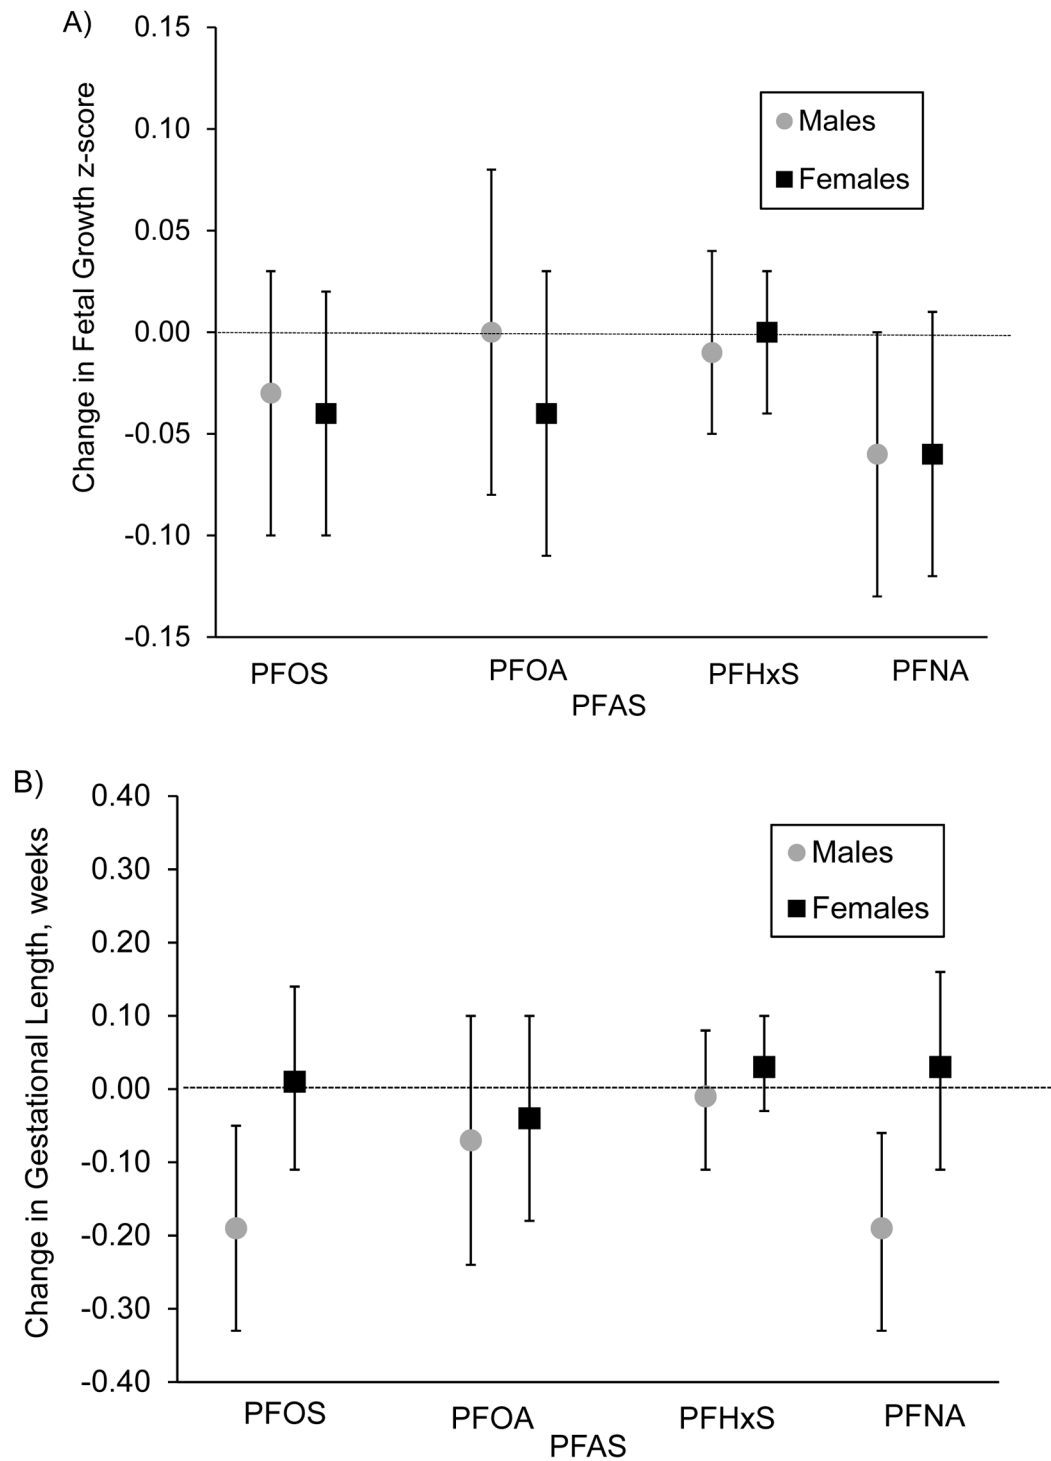 A)
Change in Fetal Growth z-score
0.15
0.10
0.05
0.00
-0.05
-0.10
-0.15
Males
Females
PFOS PFOA PFHxS PFNA
PFAS
B)
Change in Gestational Length, weeks
0.40
0.30
0.20
0.10
0.00
-0.10
-0.20
-0.30
-0.40
Males
Females
PFOS PFOA PFHxS PFNA
PFAS